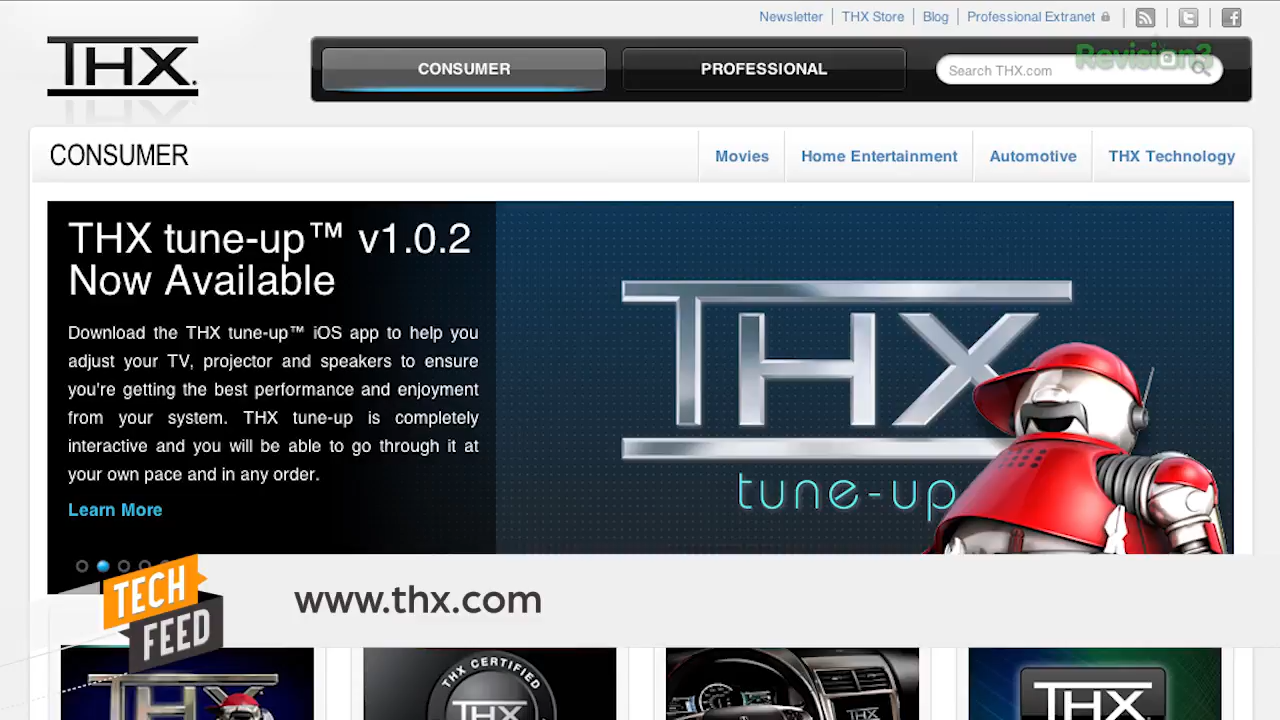 Newsletter THX Store Blog Professional Extranet
THX.
CONSUMER PROFESSIONAL Search THX.com
Revision3
CONSUMER Movies Home Entertainment Automotive THX Technology
THX tune-up™ v1.0.2
Now Available
Download the THX tune-up™ iOS app to help you
adjust your TV, projector and speakers to ensure
you're getting the best performance and enjoyment
from your system. THX tune-up is completely
interactive and you will be able to go through it at
your own pace and in any order.
Learn More
THX
tune-up
TECH
FEED
www.thx.com
THX
THX CERTIFIED
THX
THX
THX